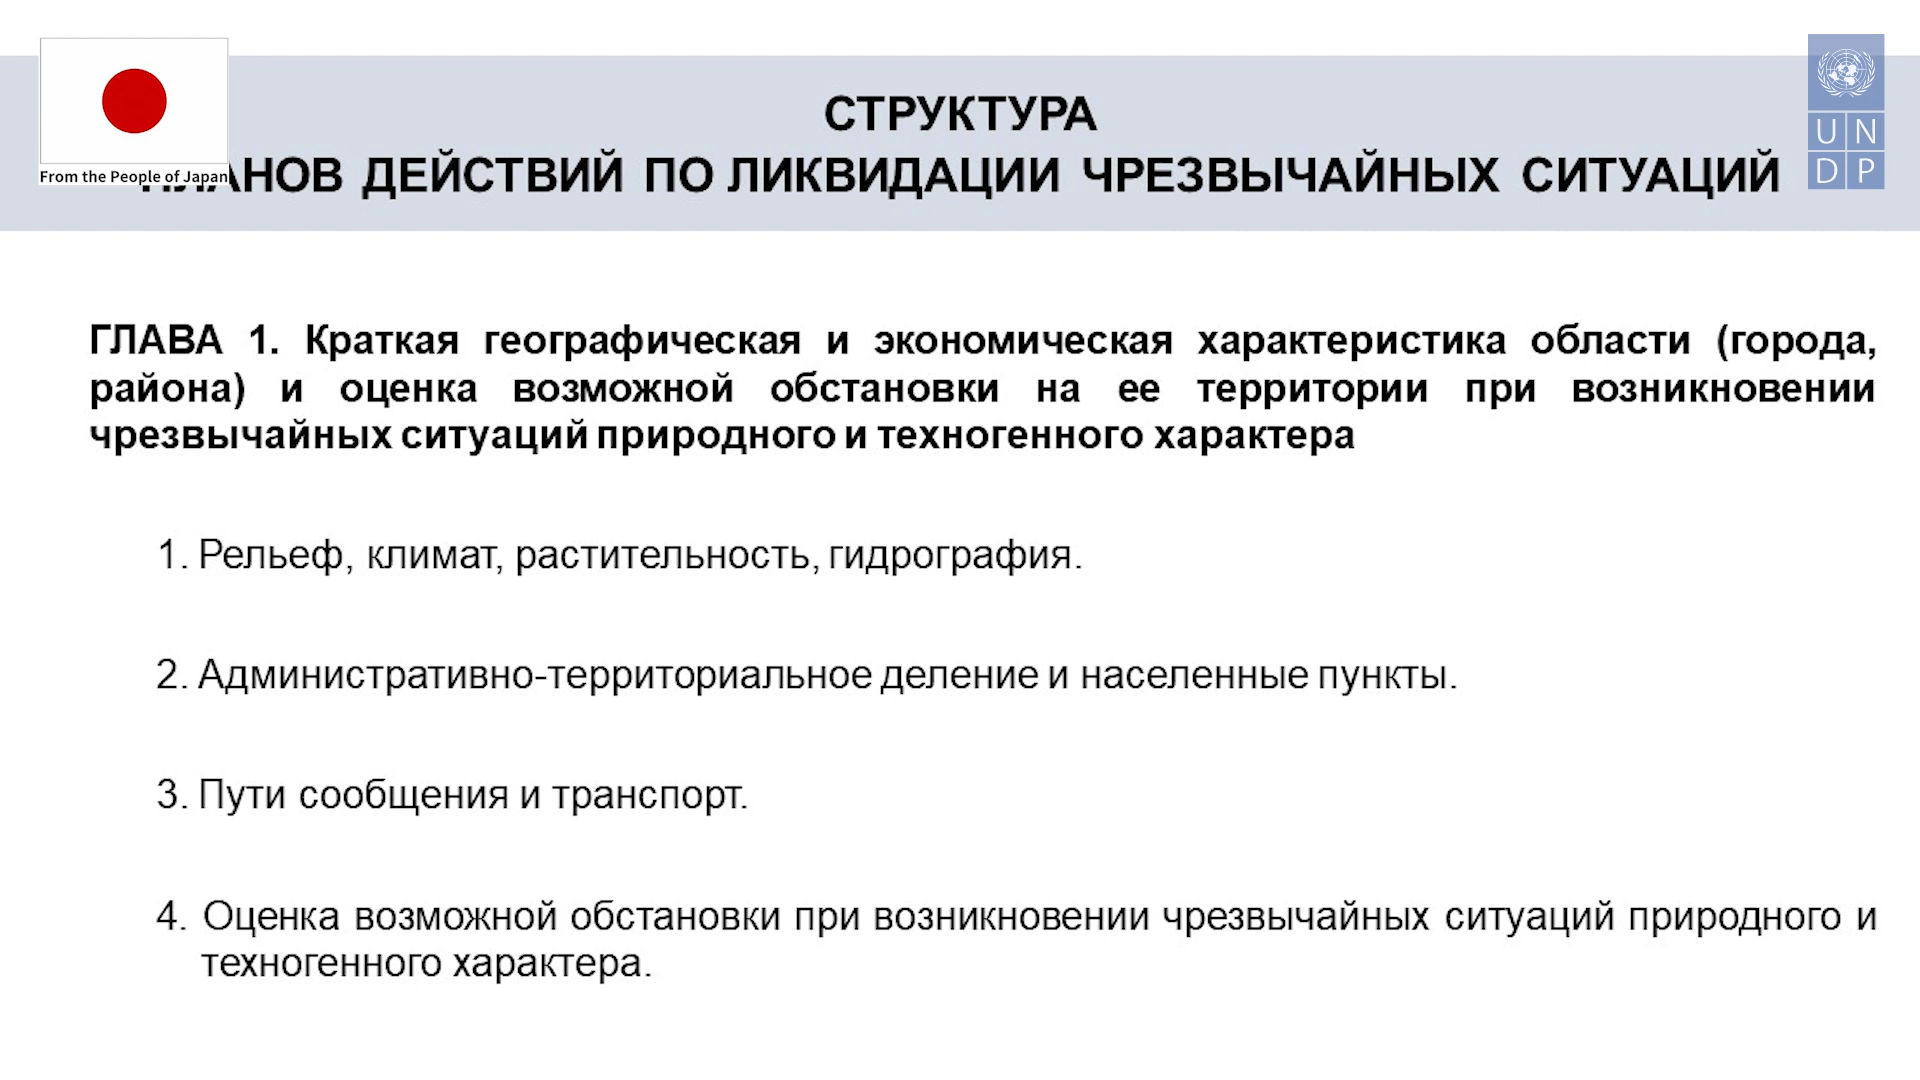 СТРУКТУРА
ДЕЙСТВИЙ ПО ЛИКВИДАЦИИ ЧРЕЗВЫЧАЙНЫХ СИТУАЦИЙ
From the People of Japan
U N
D P
ГЛАВА 1. Краткая географическая и экономическая характеристика области (города,
района) и оценка возможной обстановки на ее территории при возникновении
чрезвычайных ситуаций природного и техногенного характера
1. Рельеф, климат, растительность, гидрография.
2. Административно-территориальное деление и населенные пункты.
3. Пути сообщения и транспорт.
4. Оценка возможной обстановки при возникновении чрезвычайных ситуаций природного и
техногенного характера.